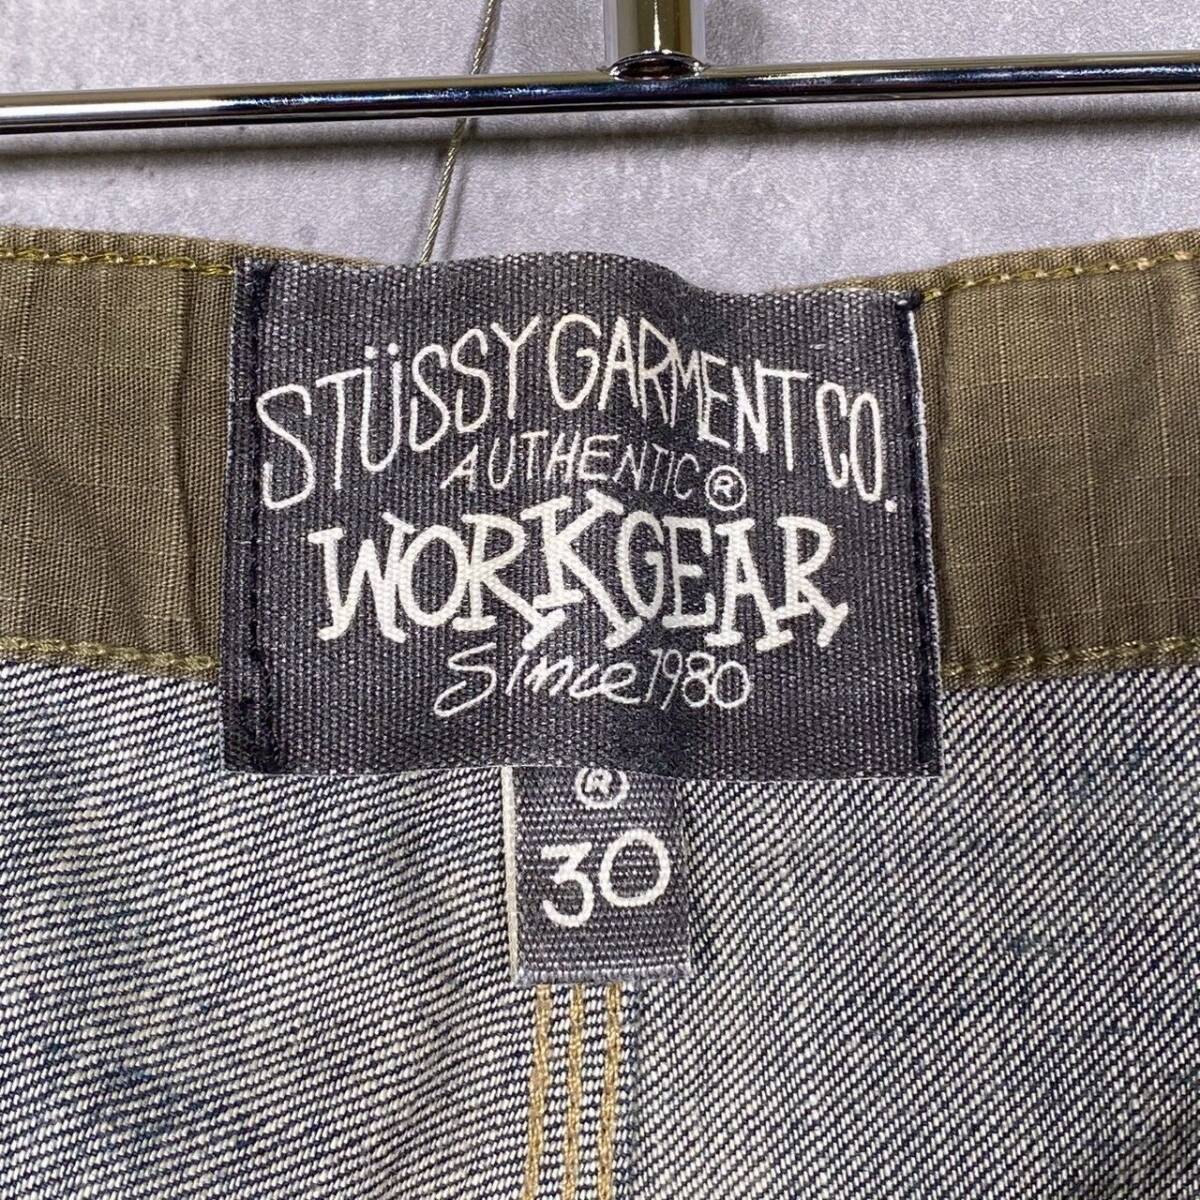 STÜSSY GARMENT CO.
AUTHENTIC®
WORKGEAR
Since 1980
®
30